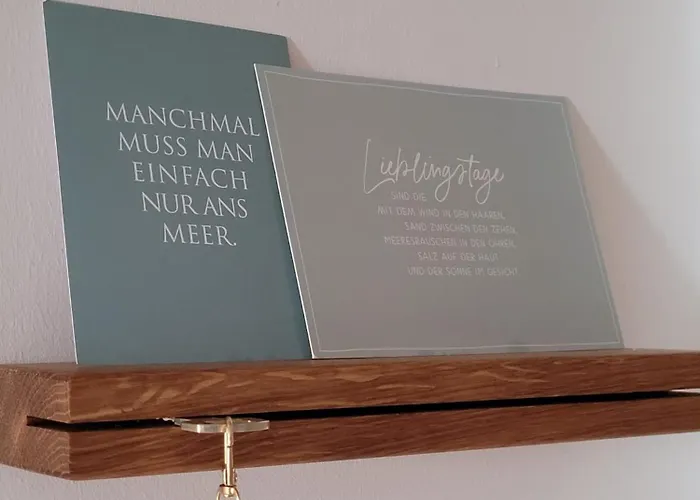 MANCHMAL
MUSS MAN
EINFACH
NUR ANS
MEER.
Lieblingstage
SIND DIE
MIT DEM WIND IN DEN HAAREN,
SAND ZWISCHEN DEN ZEHEN,
MEERESRAUSCHEN IN DEN OHREN,
SALZ AUF DER HAUT
UND DER SONNE IM GESICHT.